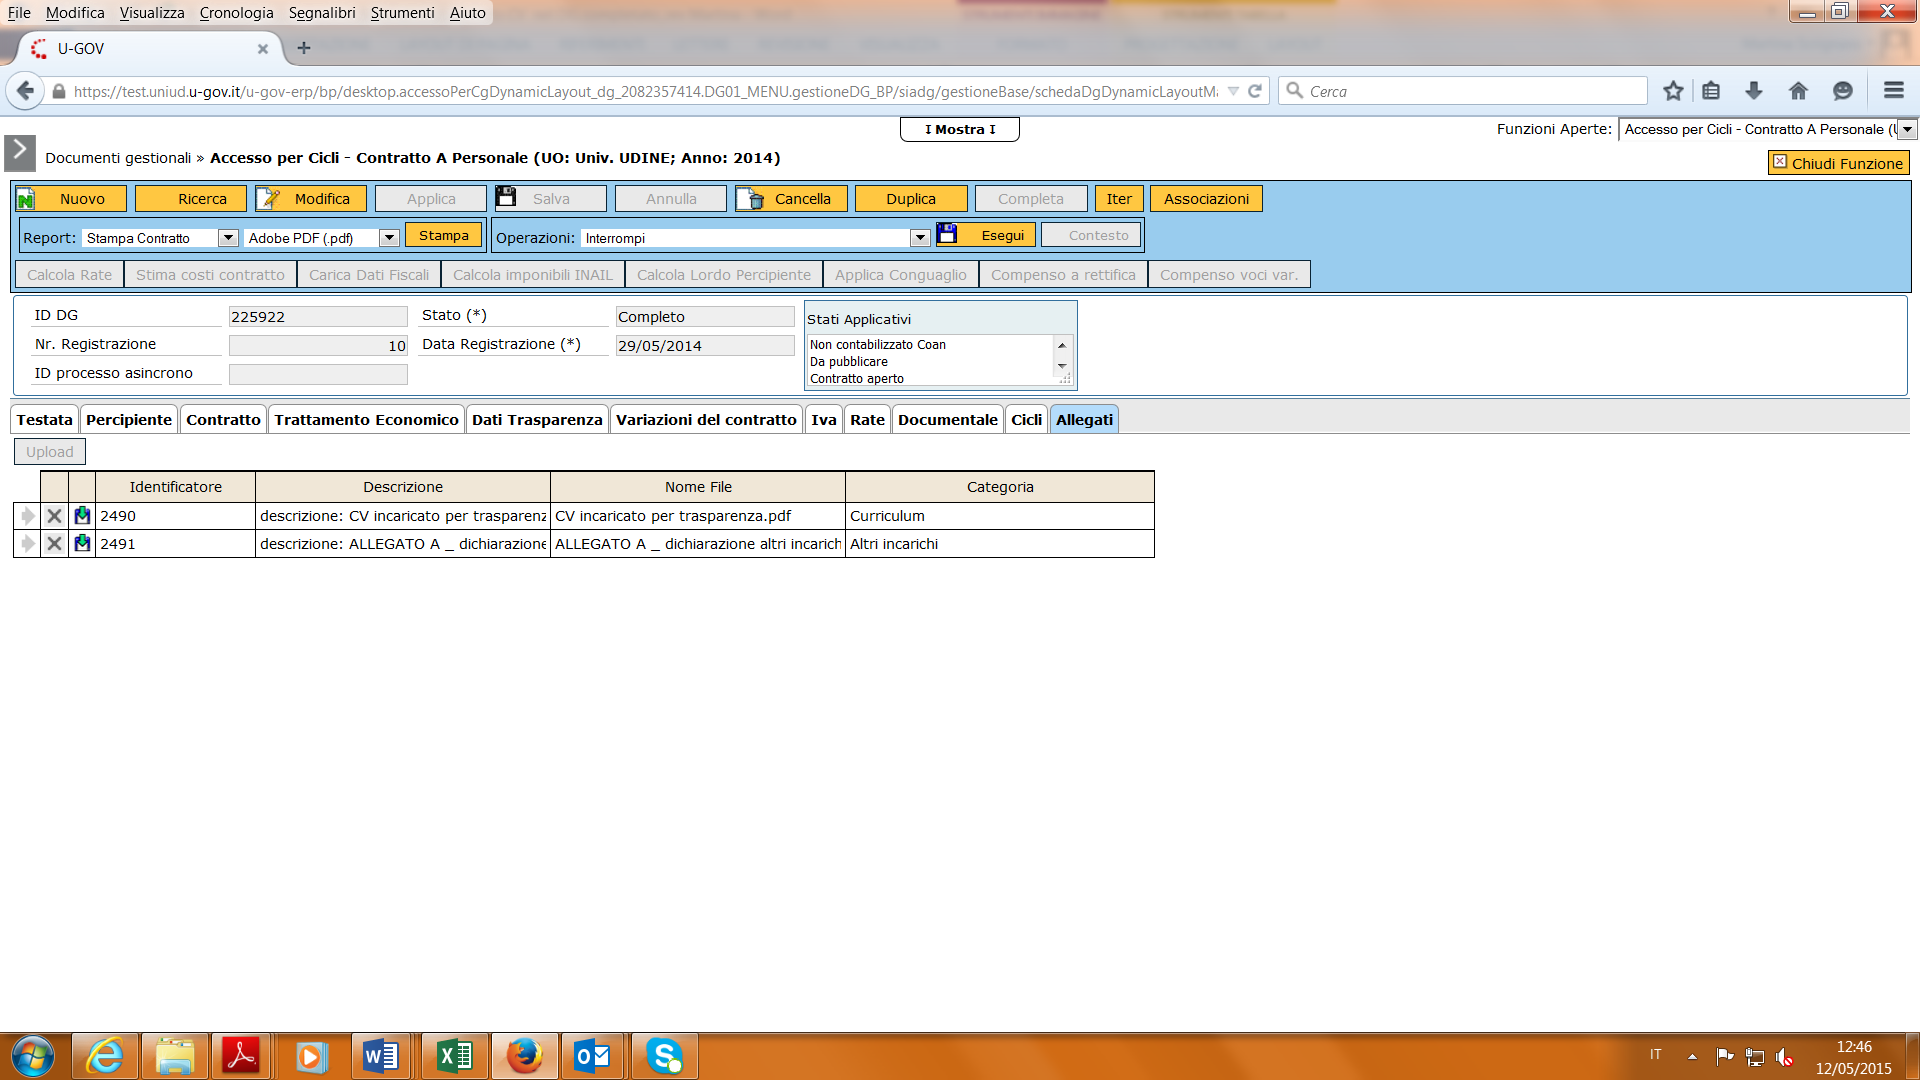 File Modifica Visualizza Cronologia Segnalibri Strumenti Aiuto
U-GOV
https://test.uniud.u-gov.it/u-gov-erp/bp/desktop.accessoPerCgDynamicLayout_dg_2082357414.DG01_MENU.gestioneDG_BP/siadg/gestioneBase/schedaDgDynamicLayoutMa
Cerca
Mostra
Funzioni Aperte: Accesso per Cicli - Contratto A Personale (U
Documenti gestionali » Accesso per Cicli - Contratto A Personale (UO: Univ. UDINE; Anno: 2014)
Chiudi Funzione
Nuovo Ricerca Modifica Applica Salva Annulla Cancella Duplica Completa Iter Associazioni
Report: Stampa Contratto Adobe PDF (.pdf) Stampa Operazioni: Interrompi Esegui Contesto
Calcola Rate Stima costi contratto Carica Dati Fiscali Calcola imponibili INAIL Calcola Lordo Percipiente Applica Conguaglio Compenso a rettifica Compenso voci var.
ID DG 225922 Stato (*) Completo
Nr. Registrazione 10 Data Registrazione (*) 29/05/2014
ID processo asincrono
Stati Applicativi
Non contabilizzato Coan
Da pubblicare
Contratto aperto
Testata Percipiente Contratto Trattamento Economico Dati Trasparenza Variazioni del contratto Iva Rate Documentale Cicli Allegati
Upload
Identificatore Descrizione Nome File Categoria
2490 descrizione: CV incaricato per trasparenz CV incaricato per trasparenza.pdf Curriculum
2491 descrizione: ALLEGATO A _ dichiarazione ALLEGATO A _ dichiarazione altri incarich Altri incarichi
IT
12:46
12/05/2015